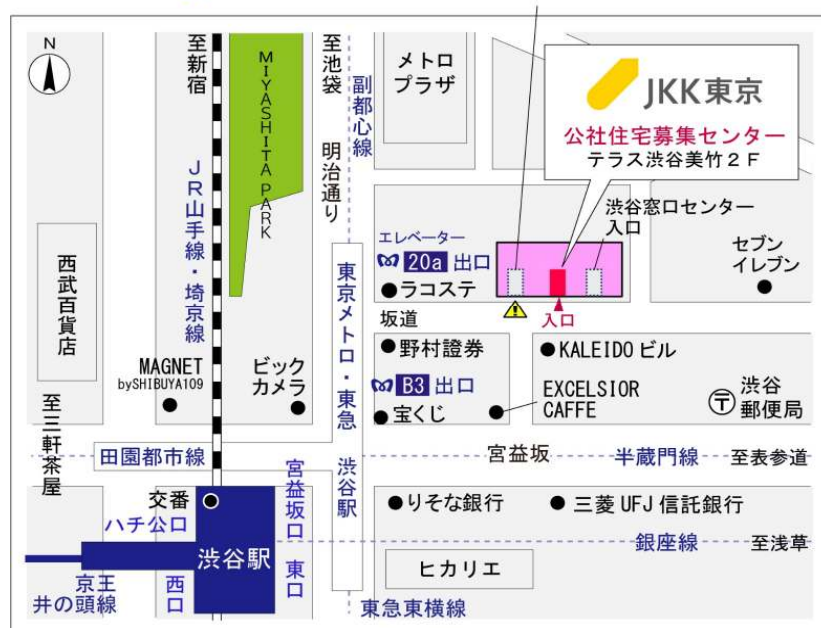 N
至新宿
MIYASHITA PARK
至池袋
副都心線
明治通り
メトロ
プラザ
JKK東京
公社住宅募集センター
テラス渋谷美竹２Ｆ
JR山手線・埼京線
西武百貨店
エレベーター
20a 出口
ラコステ
渋谷窓口センター
入口
セブン
イレブン
入口
坂道
東京メトロ・東急 渋谷駅
野村證券
KALEIDO ビル
MAGNET
bySHIBUYA109
ビック
カメラ
B3 出口
宝くじ
EXCELSIOR
CAFFE
〒
渋谷
郵便局
至三軒茶屋
田園都市線
宮益坂
半蔵門線
至表参道
交番
ハチ公口
宮益坂口
りそな銀行
三菱 UFJ 信託銀行
渋谷駅
銀座線
至浅草
京王
井の頭線
西口
東口
ヒカリエ
東急東横線